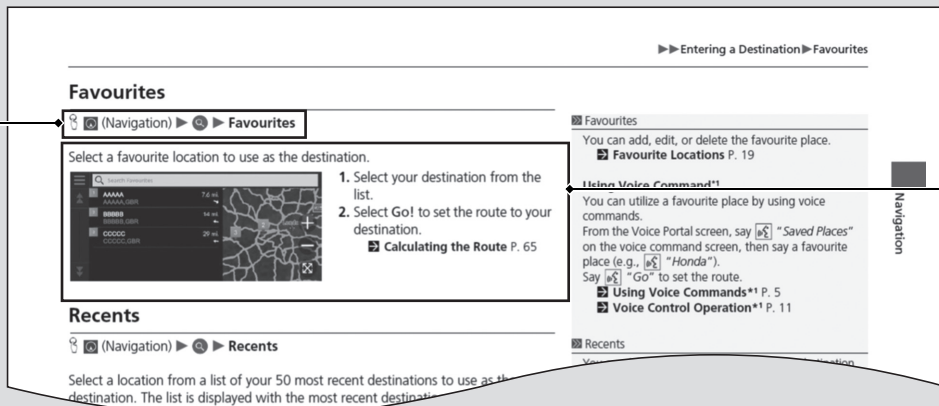 Entering a Destination Favourites
Favourites
(Navigation) Favourites
Select a favourite location to use as the destination.
Search Favourites
1 AAAAA 7.6 mi
AAAAA,GBR
2 BBBBB 14 mi
BBBBB,GBR
3 CCCCC 29 mi
CCCCC,GBR
1. Select your destination from the
list.
2. Select Go! to set the route to your
destination.
Calculating the Route P. 65
Recents
(Navigation) Recents
Select a location from a list of your 50 most recent destinations to use as the
destination. The list is displayed with the most recent
Favourites
You can add, edit, or delete the favourite place.
Favourite Locations P. 19
Using Voice Command*1
You can utilize a favourite place by using voice
commands.
From the Voice Portal screen, say "Saved Places"
on the voice command screen, then say a favourite
place (e.g., "Honda").
Say "Go" to set the route.
Using Voice Commands*1 P. 5
Voice Control Operation*1 P. 11
Recents
Navigation